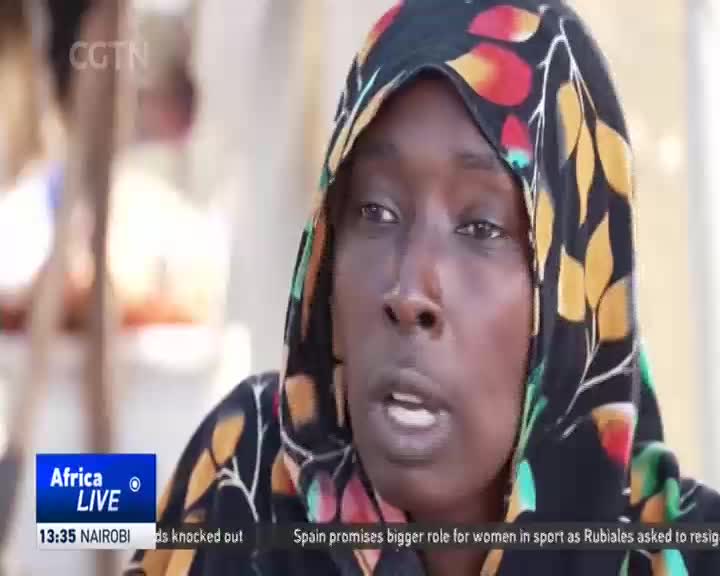 CGTN
Africa
LIVE
13:35 NAIROBI
ds knocked out Spain promises bigger role for women in sport as Rubiales asked to resig